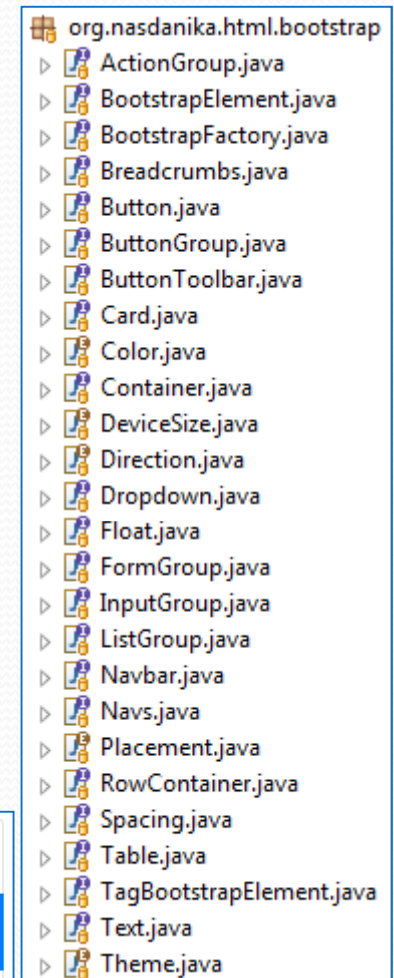 org.nasdanika.html.bootstrap
ActionGroup.java
BootstrapElement.java
BootstrapFactory.java
Breadcrumbs.java
Button.java
ButtonGroup.java
ButtonToolbar.java
Card.java
Color.java
Container.java
DeviceSize.java
Direction.java
Dropdown.java
Float.java
FormGroup.java
InputGroup.java
ListGroup.java
Navbar.java
Navs.java
Placement.java
RowContainer.java
Spacing.java
Table.java
TagBootstrapElement.java
Text.java
Theme.java